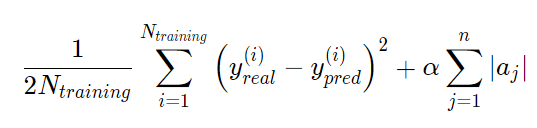 $$\frac{1}{2N_{training}} \sum_{i=1}^{N_{training}} \left( y_{real}^{(i)} - y_{pred}^{(i)} \right)^2 + \alpha \sum_{j=1}^{n} |a_j|$$